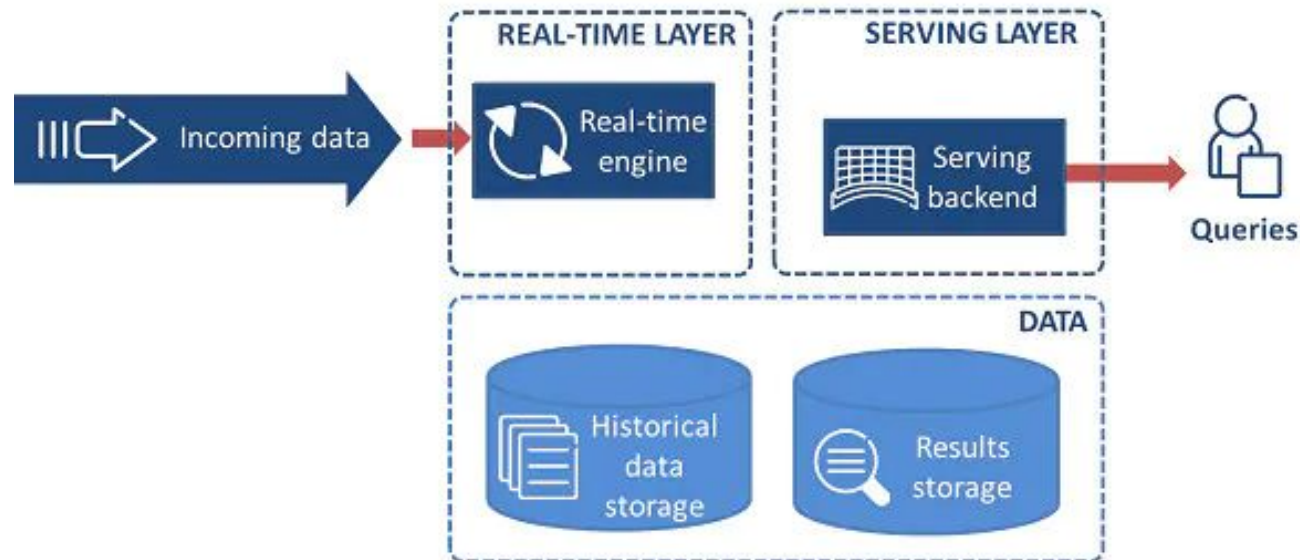 REAL-TIME LAYER
SERVING LAYER
Incoming data
Real-time
engine
Serving
backend
Queries
DATA
Historical
data
storage
Results
storage